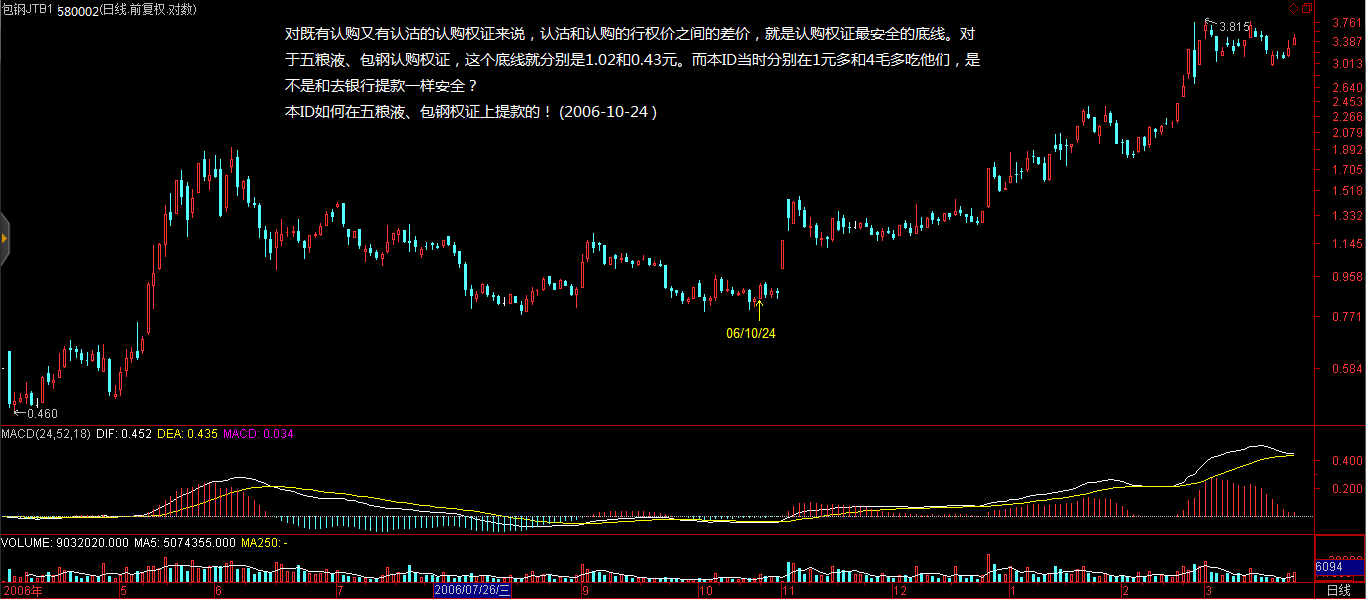 包钢JTB1 580002(日线.前复权.对数)
对既有认购又有认沽的认购权证来说，认沽和认购的行权价之间的差价，就是认购权证最安全的底线。对
于五粮液、包钢认购权证，这个底线就分别是1.02和0.43元。而本ID当时分别在1元多和4毛多吃他们，是
不是和去银行提款一样安全？
本ID如何在五粮液、包钢权证上提款的！ (2006-10-24 )
3.815
3.761
3.387
3.013
2.640
2.453
2.266
2.079
1.892
1.705
1.518
1.332
1.145
0.958
0.771
0.584
06/10/24
0.460
MACD(24,52,18) DIF: 0.452 DEA: 0.435 MACD: 0.034
0.400
0.200
VOLUME: 9032020.000 MA5: 5074355.000 MA250: -
6094
2006年 5 6 7 2006/07/26/三 9 10 11 12 1 2 3 日线